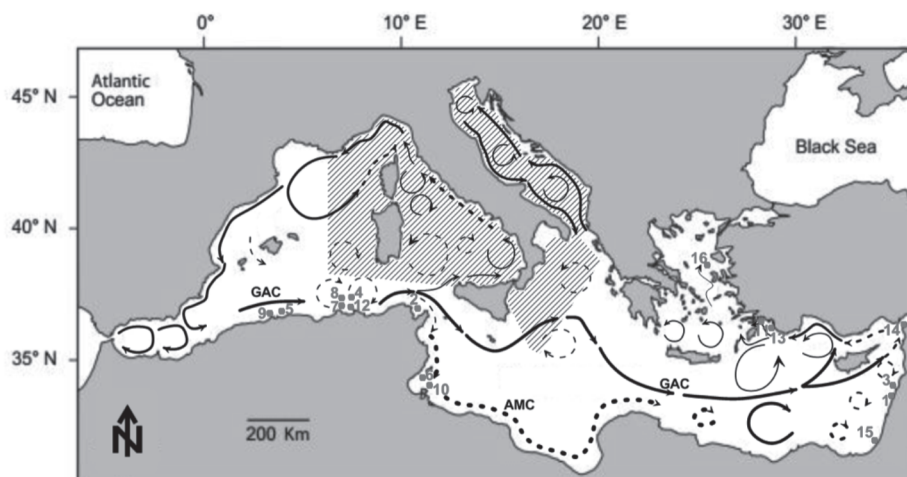 0° 10° E 20° E 30° E
45° N
40° N
35° N
Atlantic
Ocean
Black Sea
16
GAC
8 4
9 5 7 12 2
11 13 14
6
10
3
1
GAC
AMC
15
N
200 Km